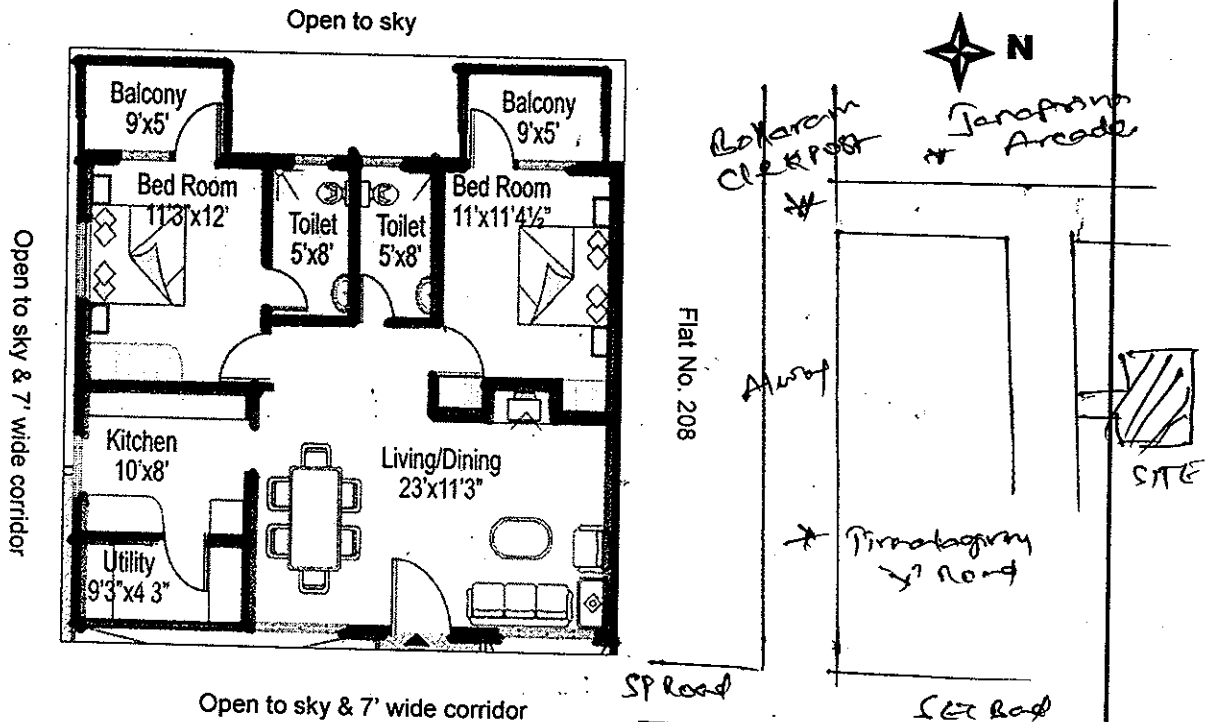 Open to sky
N
Balcony
9'x5'
Balcony
9'x5'
Bed Room
11'3"x12'
Toilet
5'x8'
Toilet
5'x8'
Bed Room
11'x11'4½"
Open to sky & 7' wide corridor
Kitchen
10'x8'
Living/Dining
23'x11'3"
Utility
9'3"x4 3"
Flat No. 208
Open to sky & 7' wide corridor
Arcade
SITE
Road
SP Road
Road